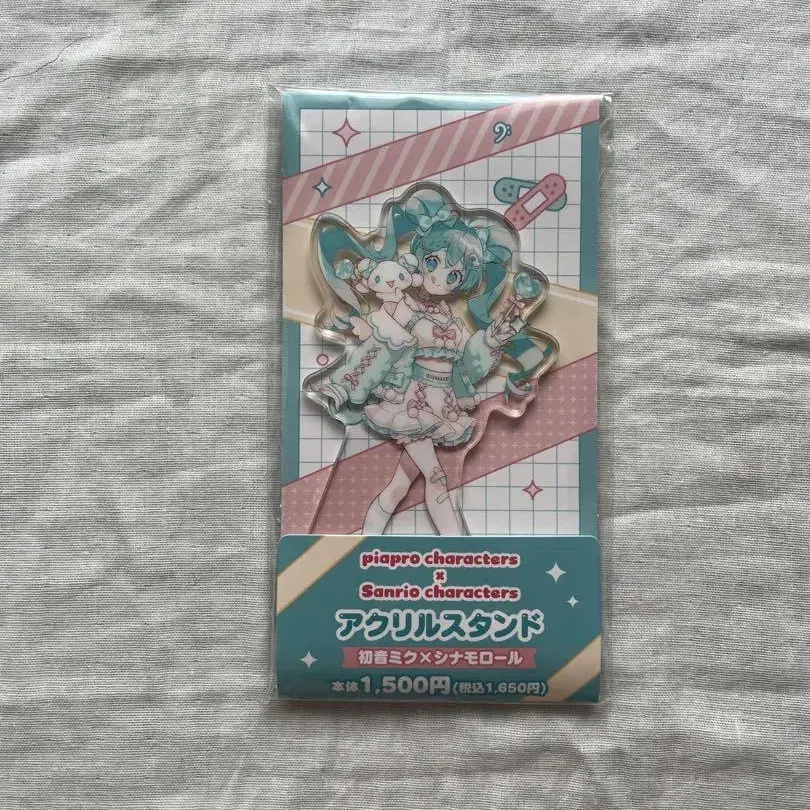 piapro characters
×
Sanrio characters
アクリルスタンド
初音ミク×シナモロール
本体1,500円(税込1,650円)